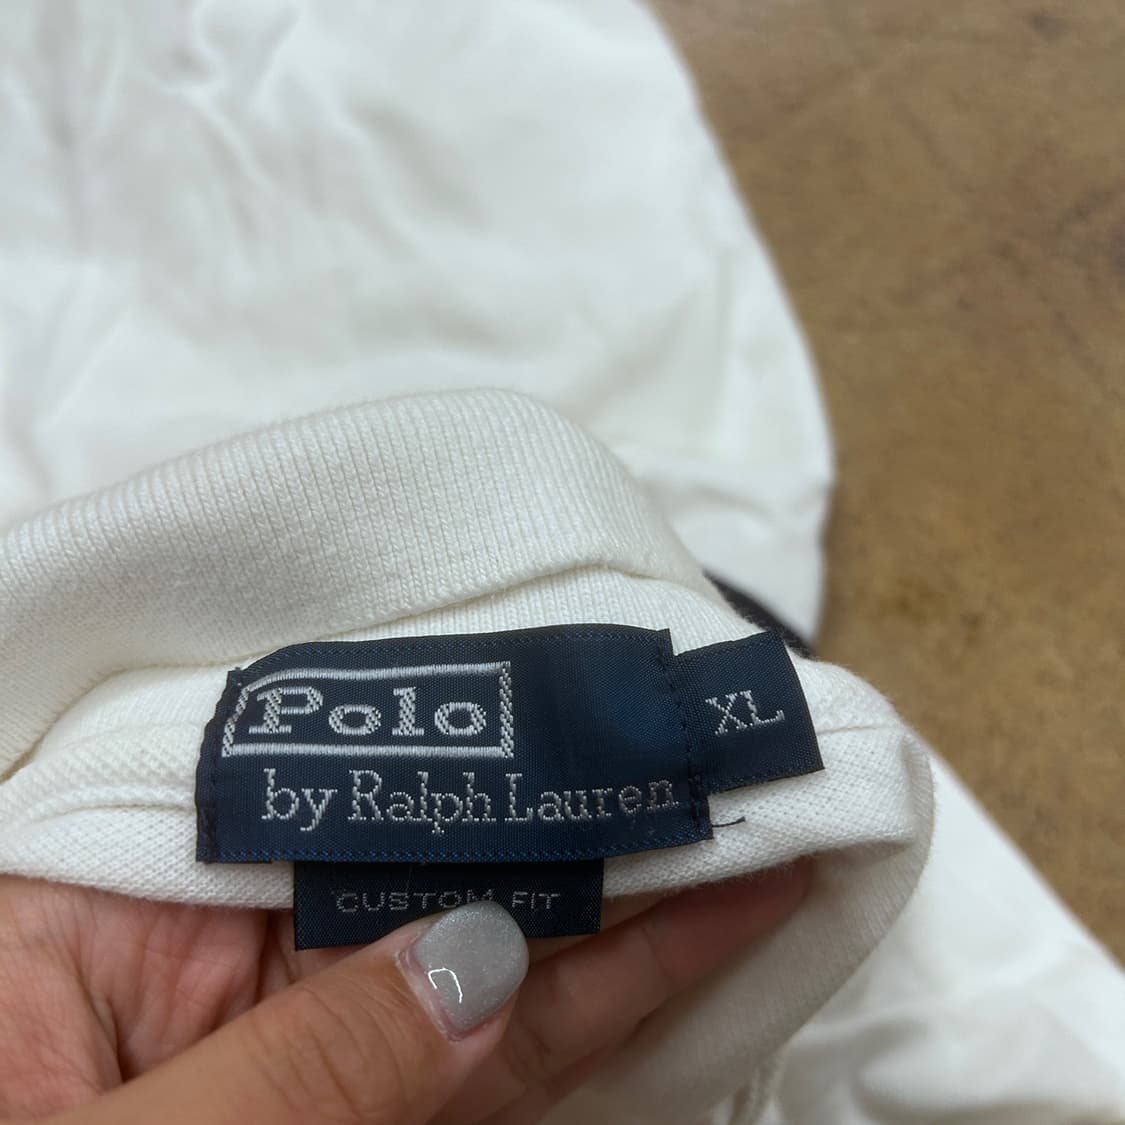 Polo
by Ralph Lauren
XL
CUSTOM FIT